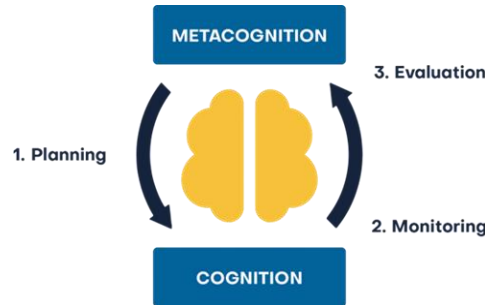 METACOGNITION
3. Evaluation
1. Planning
2. Monitoring
COGNITION